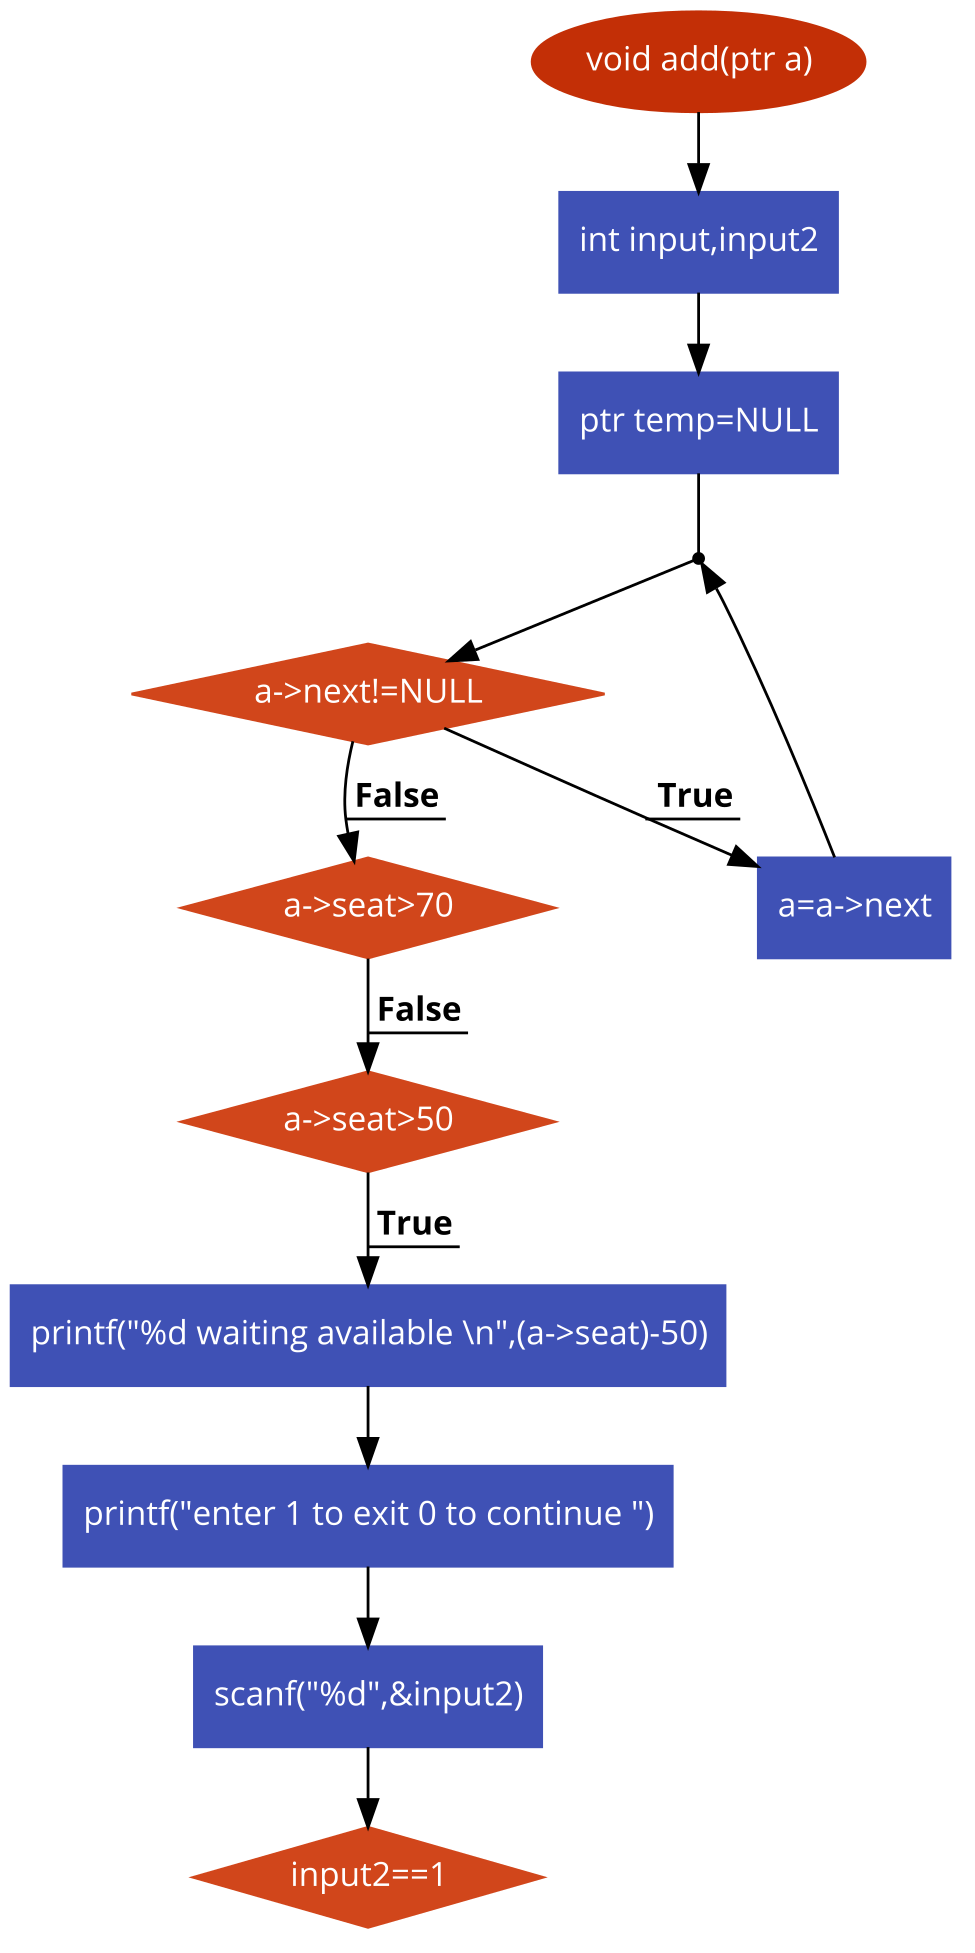 void add(ptr a)
int input,input2
ptr temp=NULL
a->next!=NULL
False
True
a->seat>70
a=a->next
False
a->seat>50
True
printf("%d waiting available \n",(a->seat)-50)
printf("enter 1 to exit 0 to continue ")
scanf("%d",&input2)
input2==1